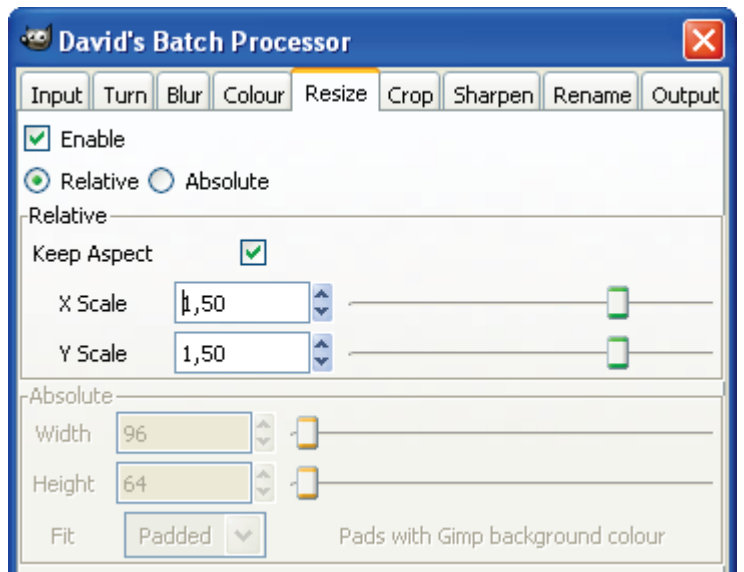 David's Batch Processor
Input Turn Blur Colour Resize Crop Sharpen Rename Output
Enable
Relative Absolute
Relative
Keep Aspect
X Scale 1,50
Y Scale 1,50
Absolute
Width 96
Height 64
Fit Padded Pads with Gimp background colour